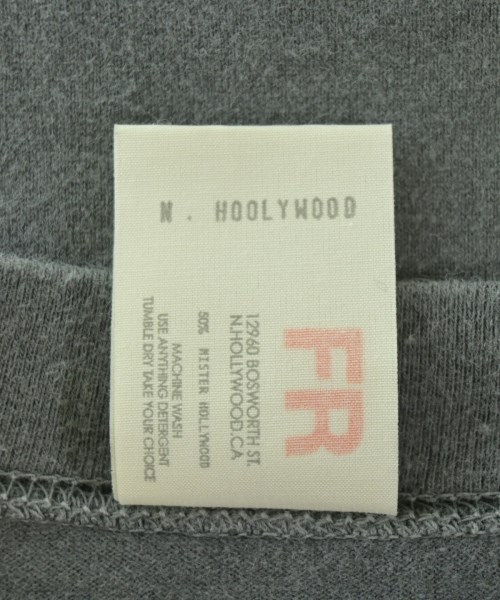 N. HOOLYWOOD
FR
12960 BOSWORTH ST.
N.HOLLYWOOD.CA
50% MISTER HOLLYWOOD
MACHINE WASH
USE ANYTHING DETERGENT
TUMBLE DRY TAKE YOUR CHOICE